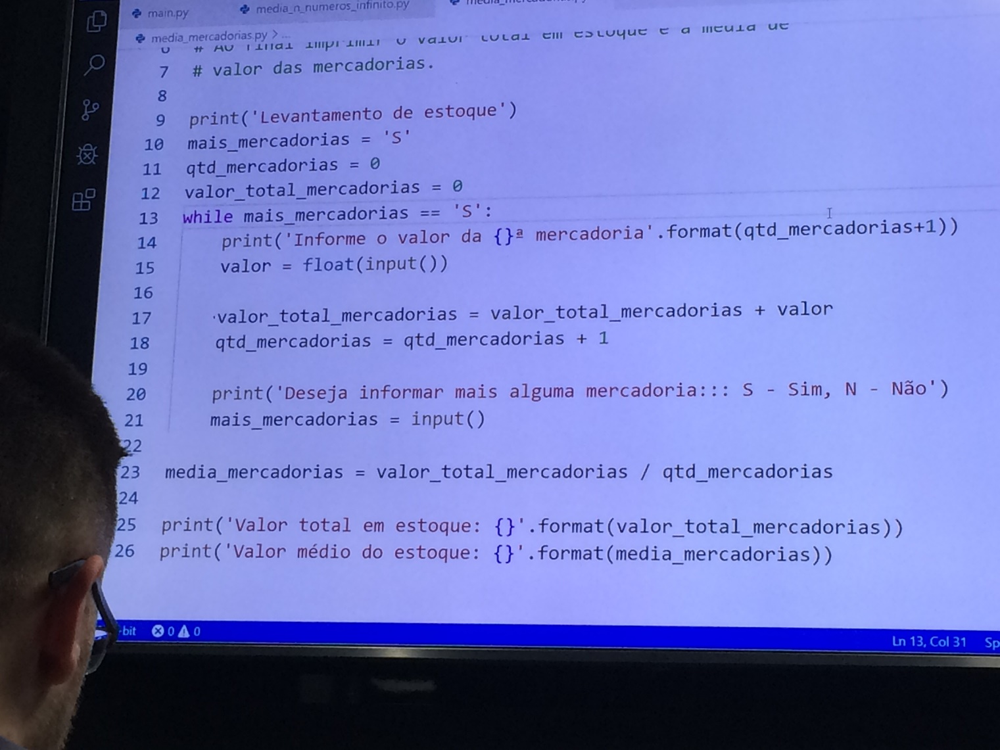 main.py
media_n_numeros_infinito.py
media_mercadorias.py > ...
6 # Ao final imprimir o valor total em estoque e a média de
7 # valor das mercadorias.
8
9 print('Levantamento de estoque')
10 mais_mercadorias = 'S'
11 qtd_mercadorias = 0
12 valor_total_mercadorias = 0
13 while mais_mercadorias == 'S':
14 print('Informe o valor da {}ª mercadoria'.format(qtd_mercadorias+1))
15 valor = float(input())
16
17 valor_total_mercadorias = valor_total_mercadorias + valor
18 qtd_mercadorias = qtd_mercadorias + 1
19
20 print('Deseja informar mais alguma mercadoria::: S - Sim, N - Não')
21 mais_mercadorias = input()
22
23 media_mercadorias = valor_total_mercadorias / qtd_mercadorias
24
25 print('Valor total em estoque: {}'.format(valor_total_mercadorias))
26 print('Valor médio do estoque: {}'.format(media_mercadorias))
-bit 0 0 Ln 13, Col 31 Sp